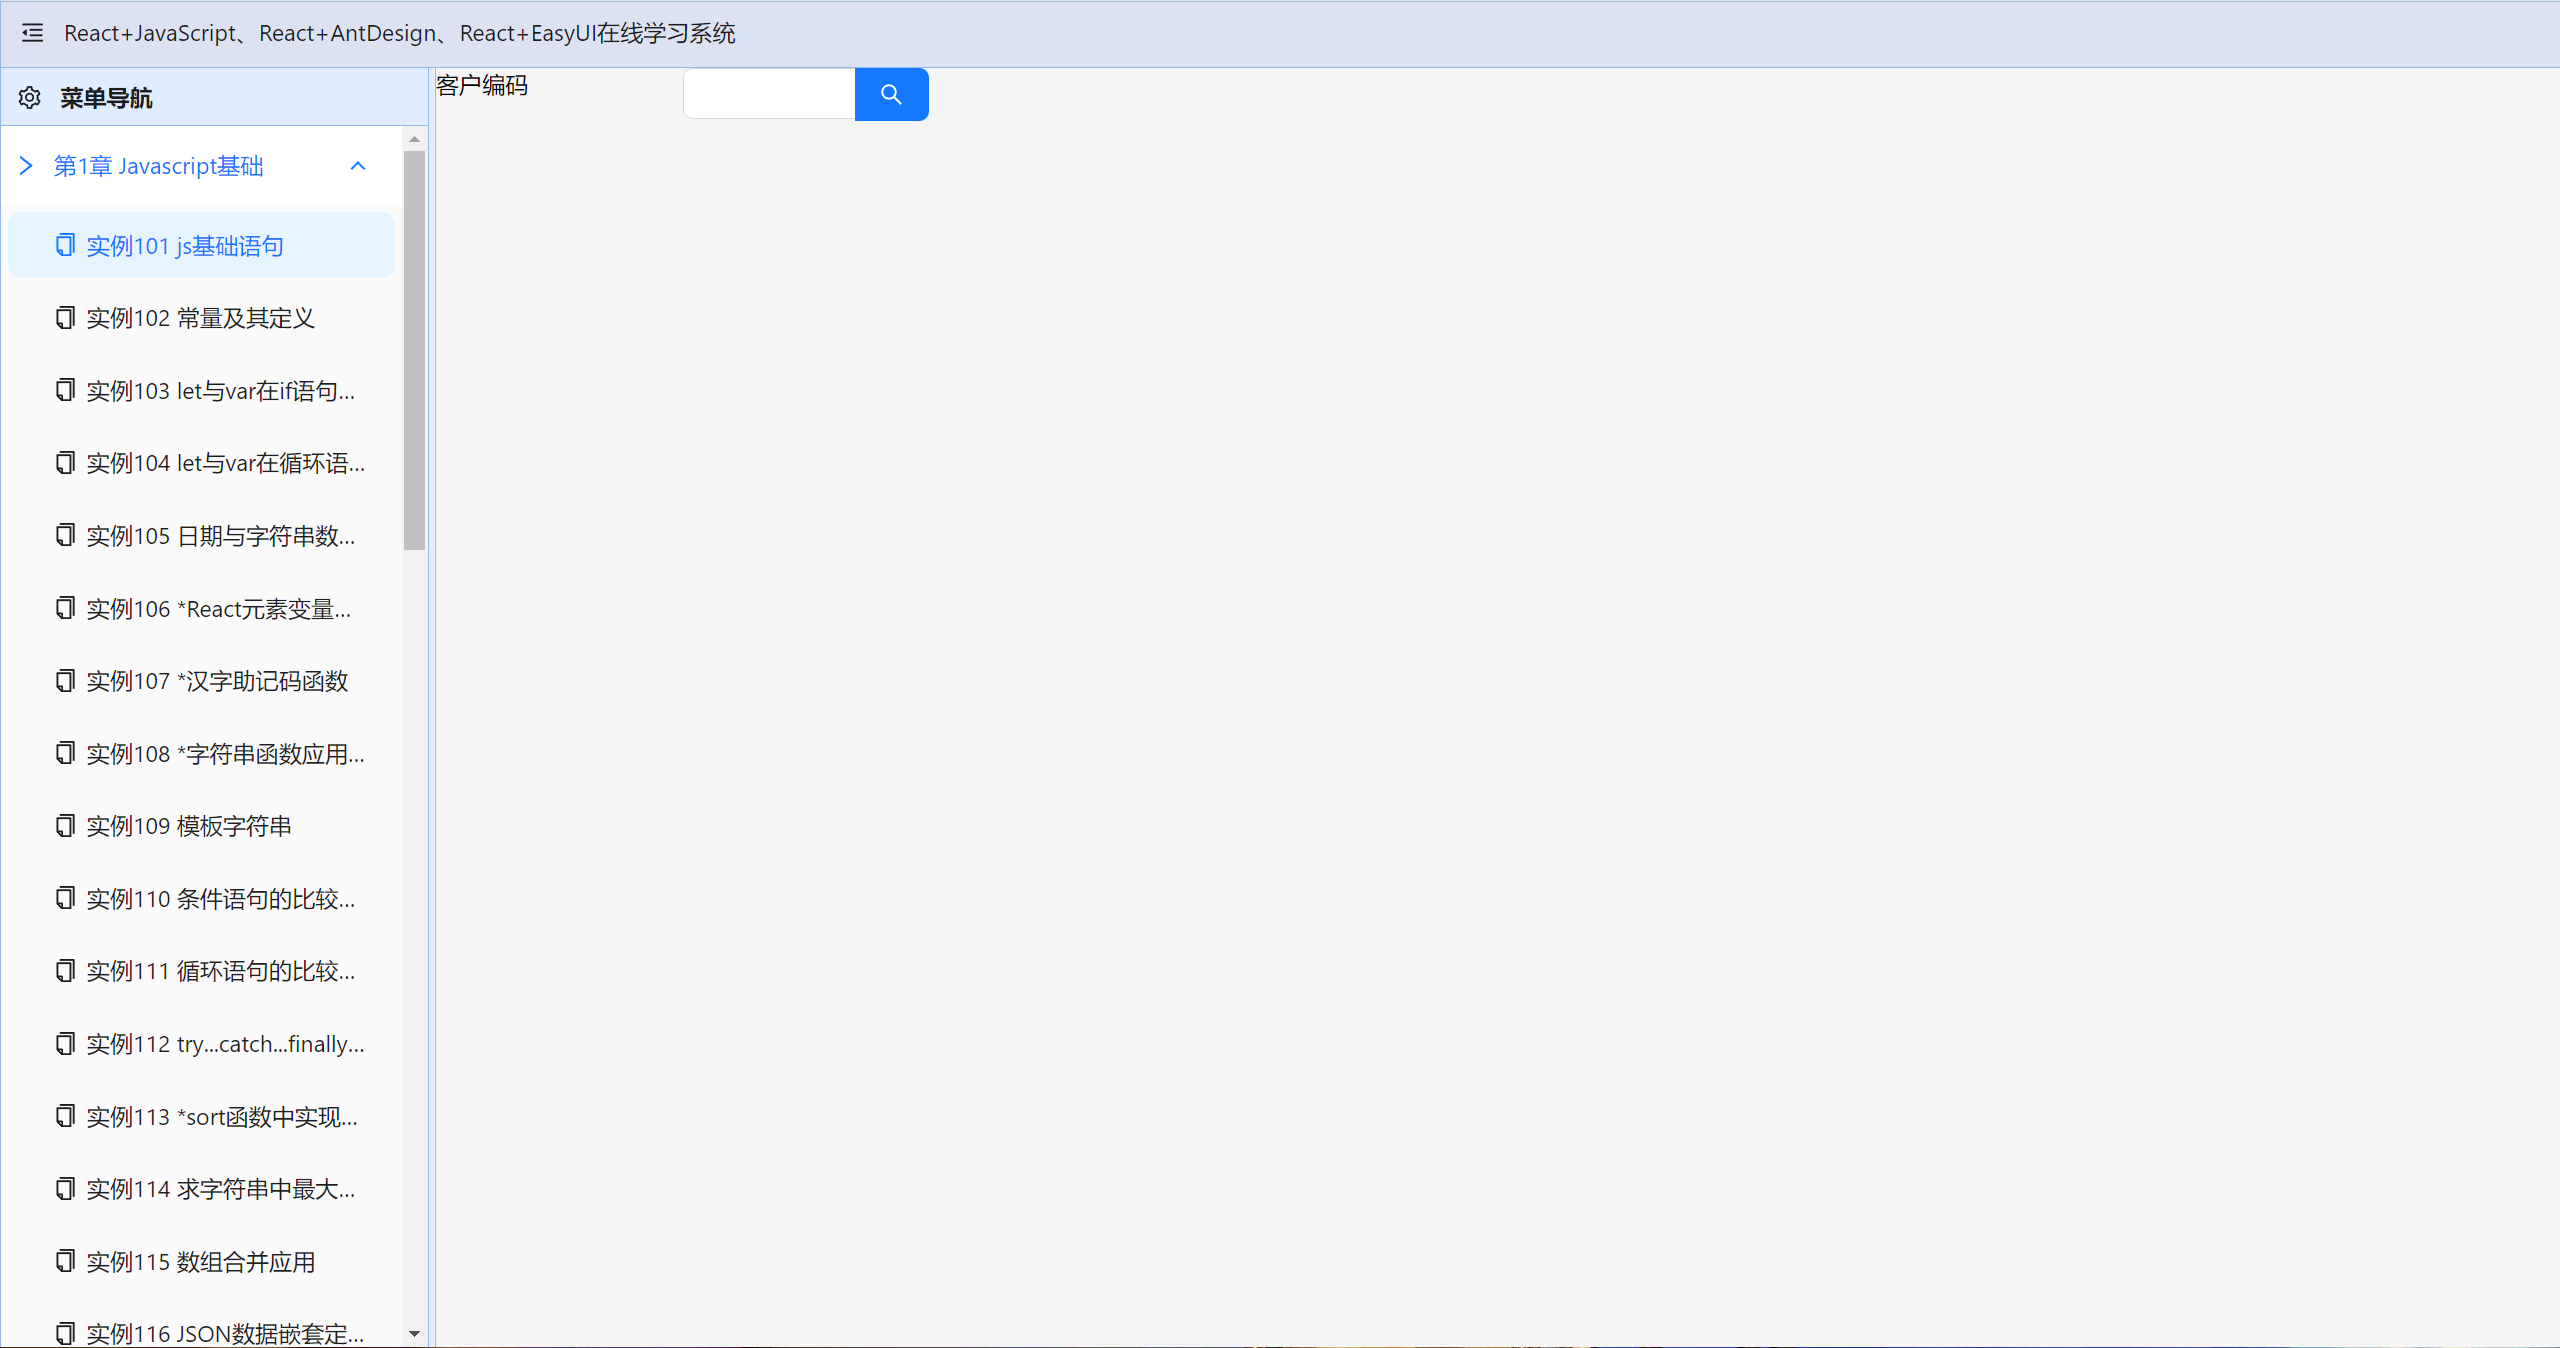 React+JavaScript、React+AntDesign、React+EasyUI在线学习系统
菜单导航
客户编码
第1章 Javascript基础
实例101 js基础语句
实例102 常量及其定义
实例103 let与var在if语句...
实例104 let与var在循环语...
实例105 日期与字符串数...
实例106 *React元素变量...
实例107 *汉字助记码函数
实例108 *字符串函数应用...
实例109 模板字符串
实例110 条件语句的比较...
实例111 循环语句的比较...
实例112 try...catch...finally...
实例113 *sort函数中实现...
实例114 求字符串中最大...
实例115 数组合并应用
实例116 JSON数据嵌套定...